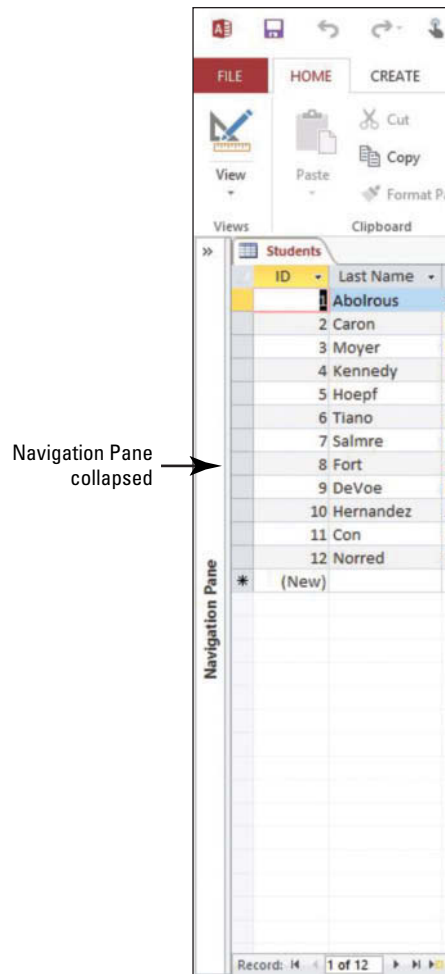 FILE HOME CREATE
View
Paste
Cut
Copy
Format
Views
Clipboard
»
Students
ID Last Name
1 Abolrous
2 Caron
3 Moyer
4 Kennedy
5 Hoepf
6 Tiano
7 Salmre
8 Fort
9 DeVoe
10 Hernandez
11 Con
12 Norred
* (New)
Navigation Pane
Navigation Pane
collapsed
Record: 1 of 12